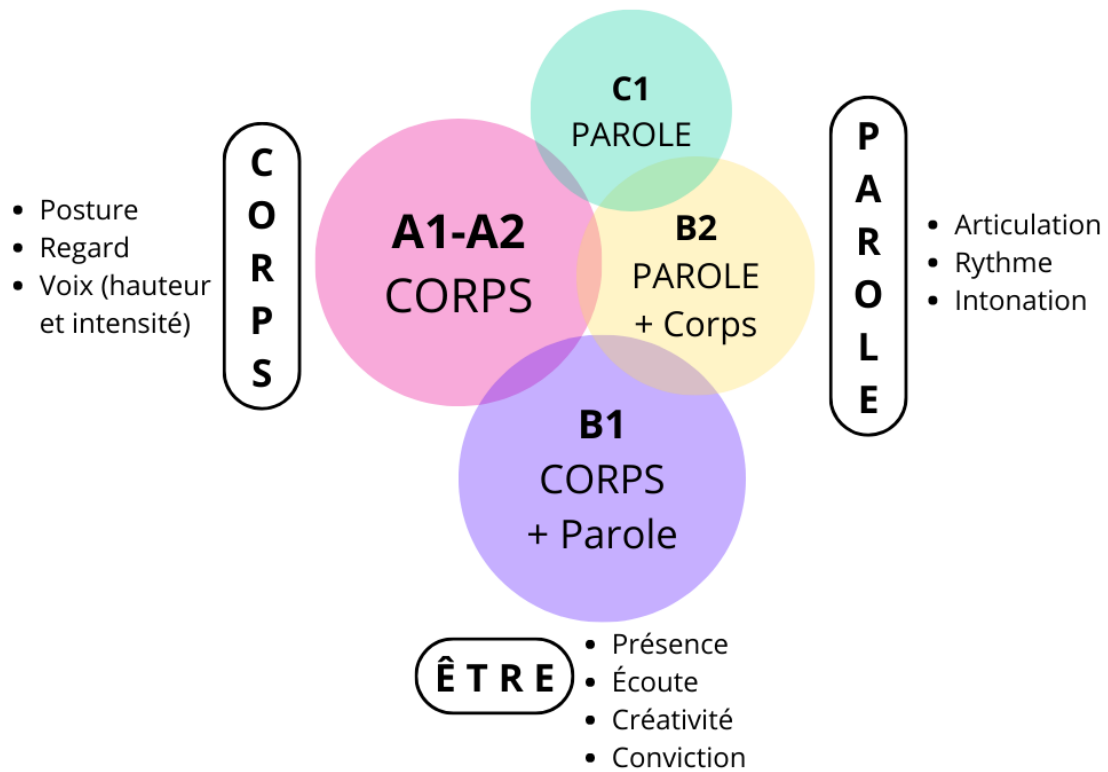 C1
PAROLE
A1-A2
CORPS
B2
PAROLE
+ Corps
B1
CORPS
+ Parole
C
O
R
P
S
• Posture
• Regard
• Voix (hauteur
et intensité)
P
A
R
O
L
E
• Articulation
• Rythme
• Intonation
Ê T R E
• Présence
• Écoute
• Créativité
• Conviction